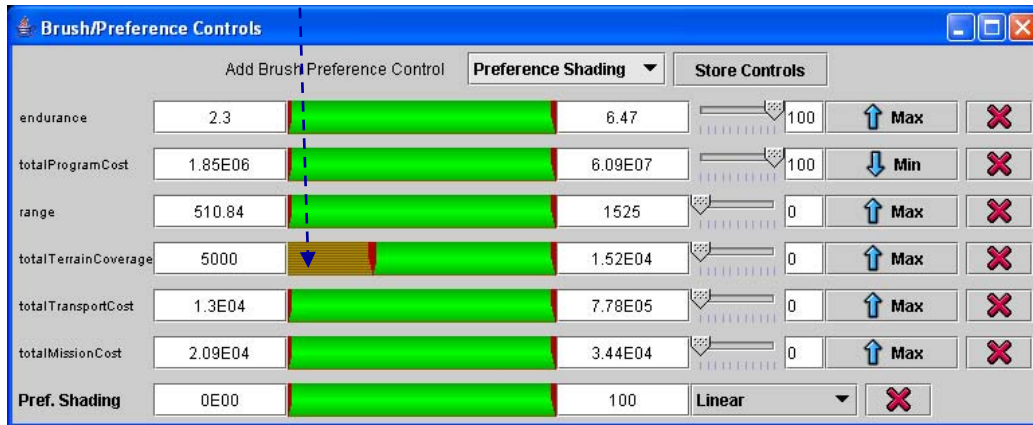 Brush/Preference Controls
Add Brush Preference Control Preference Shading Store Controls
endurance 2.3 6.47 100 Max
totalProgramCost 1.85E06 6.09E07 100 Min
range 510.84 1525 0 Max
totalTerrainCoverage 5000 1.52E04 0 Max
totalTransportCost 1.3E04 7.78E05 0 Max
totalMissionCost 2.09E04 3.44E04 0 Max
Pref. Shading 0E00 100 Linear